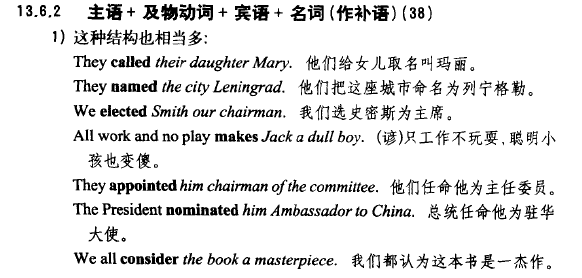 13.6.2 主语 + 及物动词 + 宾语 + 名词 (作补语) (38)
1) 这种结构也相当多:
They called their daughter Mary. 他们给女儿取名叫玛丽。
They named the city Leningrad. 他们把这座城市命名为列宁格勒。
We elected Smith our chairman. 我们选史密斯为主席。
All work and no play makes Jack a dull boy. (谚)只工作不玩耍,聪明小
孩也变傻。
They appointed him chairman of the committee. 他们任命他为主任委员。
The President nominated him Ambassador to China. 总统任命他为驻华
大使。
We all consider the book a masterpiece. 我们都认为这本书是一杰作。